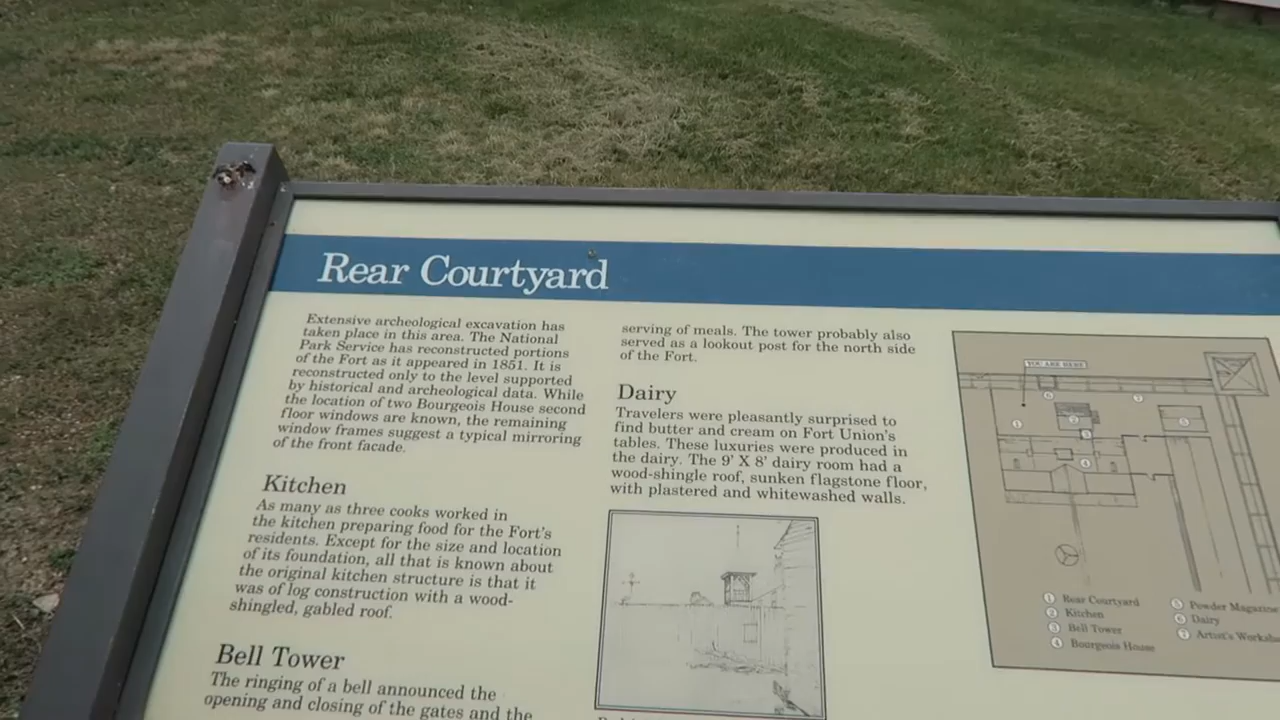 Rear Courtyard
Extensive archeological excavation has
taken place in this area. The National
Park Service has reconstructed portions
of the Fort as it appeared in 1851. It is
reconstructed only to the level supported
by historical and archeological data. While
the location of two Bourgeois House second
floor windows are known, the remaining
window frames suggest a typical mirroring
of the front facade.
Kitchen
As many as three cooks worked in
the kitchen preparing food for the Fort's
residents. Except for the size and location
of its foundation, all that is known about
the original kitchen structure is that it
was of log construction with a wood-
shingled, gabled roof.
Bell Tower
The ringing of a bell announced the
opening and closing of the gates and the
serving of meals. The tower probably also
served as a lookout post for the north side
of the Fort.
Dairy
Travelers were pleasantly surprised to
find butter and cream on Fort Union's
tables. These luxuries were produced in
the dairy. The 9' X 8' dairy room had a
wood-shingle roof, sunken flagstone floor,
with plastered and whitewashed walls.
YOU ARE HERE
1 Rear Courtyard
2 Kitchen
3 Bell Tower
4 Bourgeois House
5 Powder Magazine
6 Dairy
7 Artist's